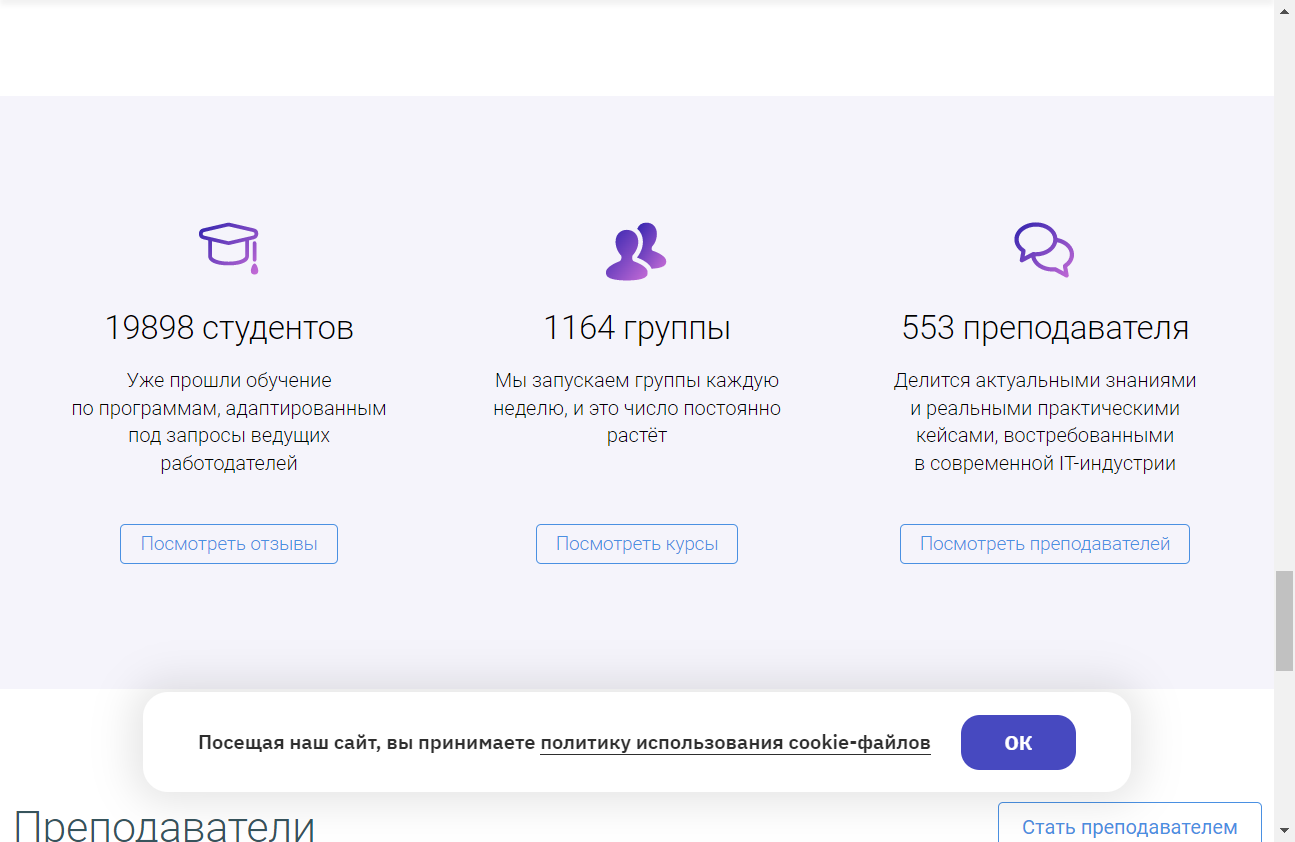 19898 студентов
Уже прошли обучение
по программам, адаптированным
под запросы ведущих
работодателей
Посмотреть отзывы
1164 группы
Мы запускаем группы каждую
неделю, и это число постоянно
растёт
Посмотреть курсы
553 преподавателя
Делится актуальными знаниями
и реальными практическими
кейсами, востребованными
в современной IT-индустрии
Посмотреть преподавателей
Посещая наш сайт, вы принимаете политику использования cookie-файлов
ОК
Преподаватели
Стать преподавателем